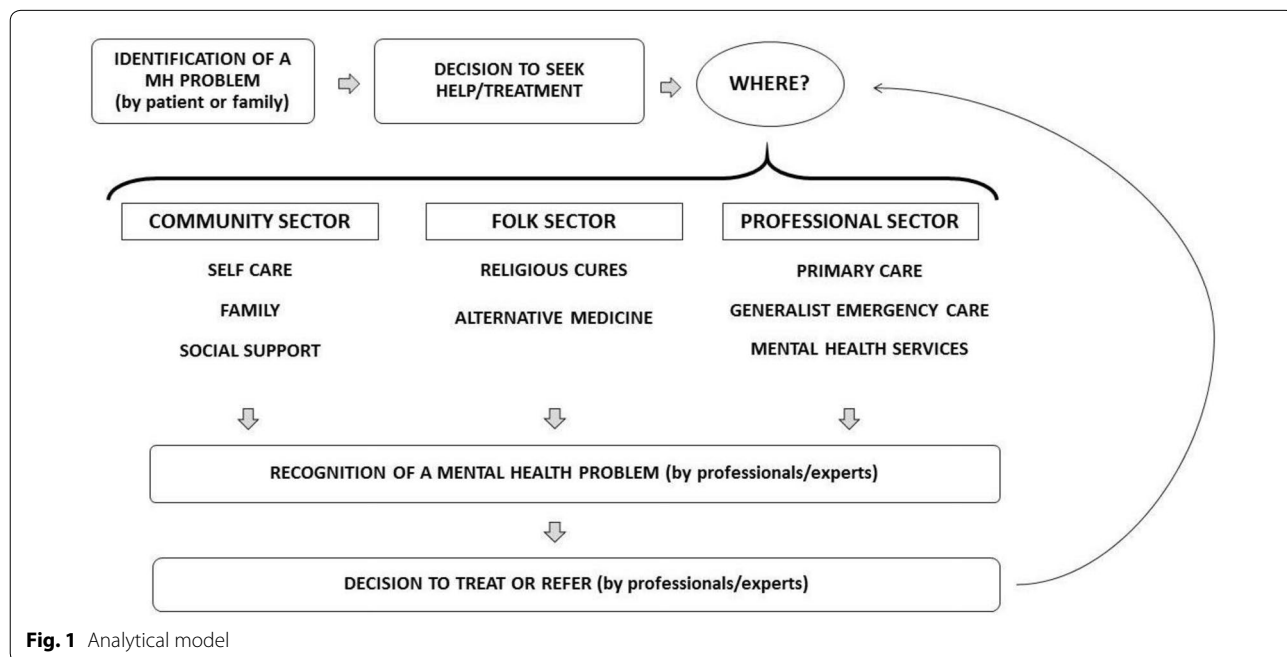 IDENTIFICATION OF A
MH PROBLEM
(by patient or family)
DECISION TO SEEK
HELP/TREATMENT
WHERE?
COMMUNITY SECTOR
SELF CARE
FAMILY
SOCIAL SUPPORT
FOLK SECTOR
RELIGIOUS CURES
ALTERNATIVE MEDICINE
PROFESSIONAL SECTOR
PRIMARY CARE
GENERALIST EMERGENCY CARE
MENTAL HEALTH SERVICES
RECOGNITION OF A MENTAL HEALTH PROBLEM (by professionals/experts)
DECISION TO TREAT OR REFER (by professionals/experts)
Fig. 1 Analytical model